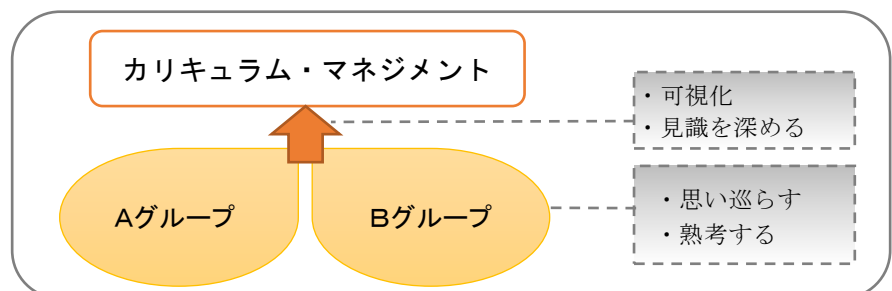 カリキュラム・マネジメント
・可視化
・見識を深める
Aグループ
Bグループ
・思い巡らす
・熟考する